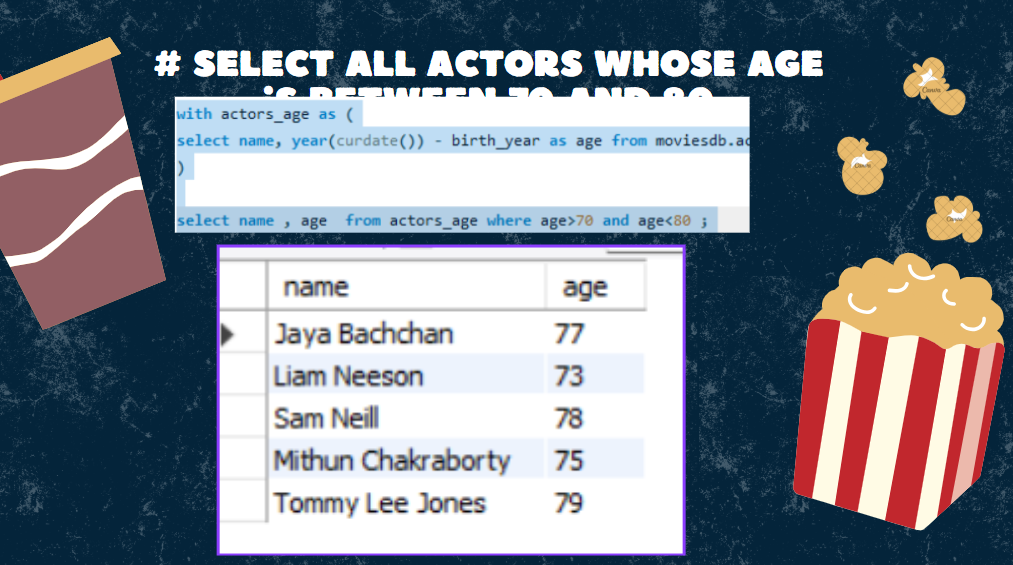 # SELECT ALL ACTORS WHOSE AGE
iS BETWEEN 70 AND 80
with actors_age as (
select name, year(curdate()) - birth_year as age from moviesdb.ac
)
select name , age  from actors_age where age>70 and age<80 ;
name age
Jaya Bachchan 77
Liam Neeson 73
Sam Neill 78
Mithun Chakraborty 75
Tommy Lee Jones 79